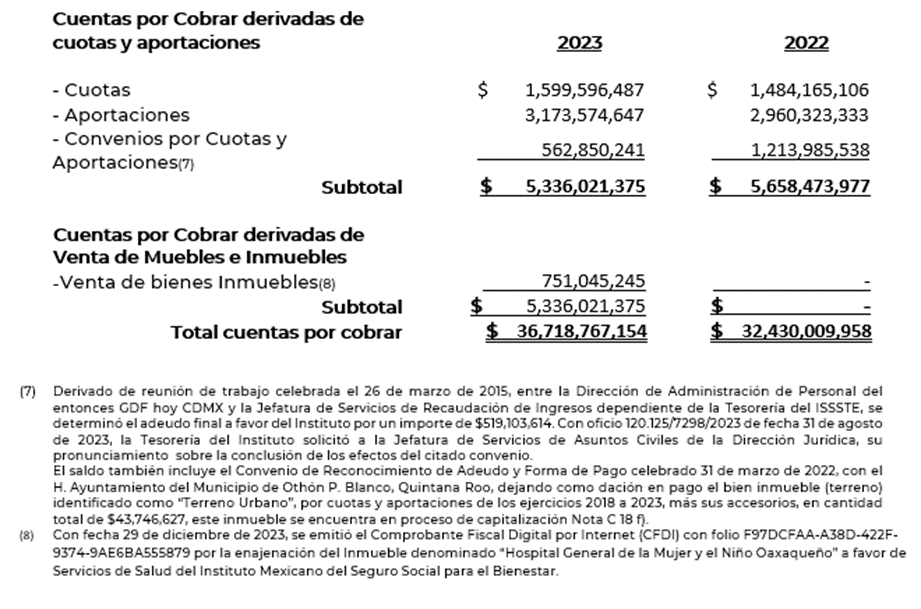 Cuentas por Cobrar derivadas de
cuotas y aportaciones 2023 2022
- Cuotas $ 1,599,596,487 $ 1,484,165,106
- Aportaciones 3,173,574,647 2,960,323,333
- Convenios por Cuotas y
Aportaciones(7) 562,850,241 1,213,985,538
Subtotal $ 5,336,021,375 $ 5,658,473,977
Cuentas por Cobrar derivadas de
Venta de Muebles e Inmuebles
-Venta de bienes Inmuebles(8) 751,045,245 -
Subtotal $ 5,336,021,375 $ -
Total cuentas por cobrar $ 36,718,767,154 $ 32,430,009,958
(7) Derivado de reunión de trabajo celebrada el 26 de marzo de 2015, entre la Dirección de Administración de Personal del
entonces GDF hoy CDMX y la Jefatura de Servicios de Recaudación de Ingresos dependiente de la Tesorería del ISSSTE, se
determinó el adeudo final a favor del Instituto por un importe de $519,103,614. Con oficio 120.125/7298/2023 de fecha 31 de agosto
de 2023, la Tesorería del Instituto solicitó a la Jefatura de Servicios de Asuntos Civiles de la Dirección Jurídica, su
pronunciamiento sobre la conclusión de los efectos del citado convenio.
El saldo también incluye el Convenio de Reconocimiento de Adeudo y Forma de Pago celebrado 31 de marzo de 2022, con el
H. Ayuntamiento del Municipio de Othón P. Blanco, Quintana Roo, dejando como dación en pago el bien inmueble (terreno)
identificado como "Terreno Urbano", por cuotas y aportaciones de los ejercicios 2018 a 2023, más sus accesorios, en cantidad
total de $43,746,627, este inmueble se encuentra en proceso de capitalización Nota C 18 f).
(8) Con fecha 29 de diciembre de 2023, se emitió el Comprobante Fiscal Digital por Internet (CFDI) con folio F97DCFAA-A38D-422F-
9374-9AE6BA555879 por la enajenación del Inmueble denominado "Hospital General de la Mujer y el Niño Oaxaqueño" a favor de
Servicios de Salud del Instituto Mexicano del Seguro Social para el Bienestar.